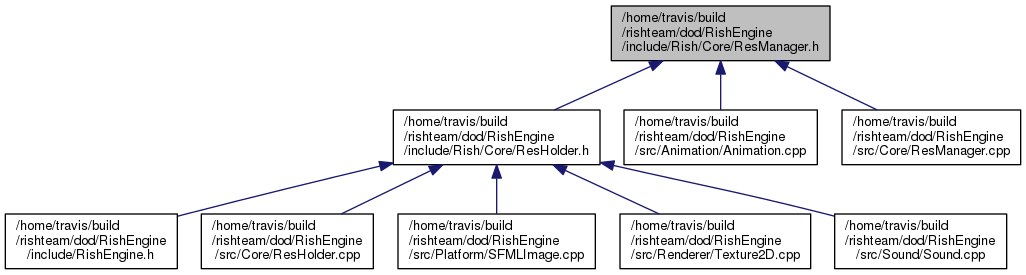 /home/travis/build
/rishteam/dod/RishEngine
/include/Rish/Core/ResManager.h
/home/travis/build
/rishteam/dod/RishEngine
/include/Rish/Core/ResHolder.h
/home/travis/build
/rishteam/dod/RishEngine
/src/Animation/Animation.cpp
/home/travis/build
/rishteam/dod/RishEngine
/src/Core/ResManager.cpp
/home/travis/build
/rishteam/dod/RishEngine
/include/RishEngine.h
/home/travis/build
/rishteam/dod/RishEngine
/src/Core/ResHolder.cpp
/home/travis/build
/rishteam/dod/RishEngine
/src/Platform/SFMLImage.cpp
/home/travis/build
/rishteam/dod/RishEngine
/src/Renderer/Texture2D.cpp
/home/travis/build
/rishteam/dod/RishEngine
/src/Sound/Sound.cpp